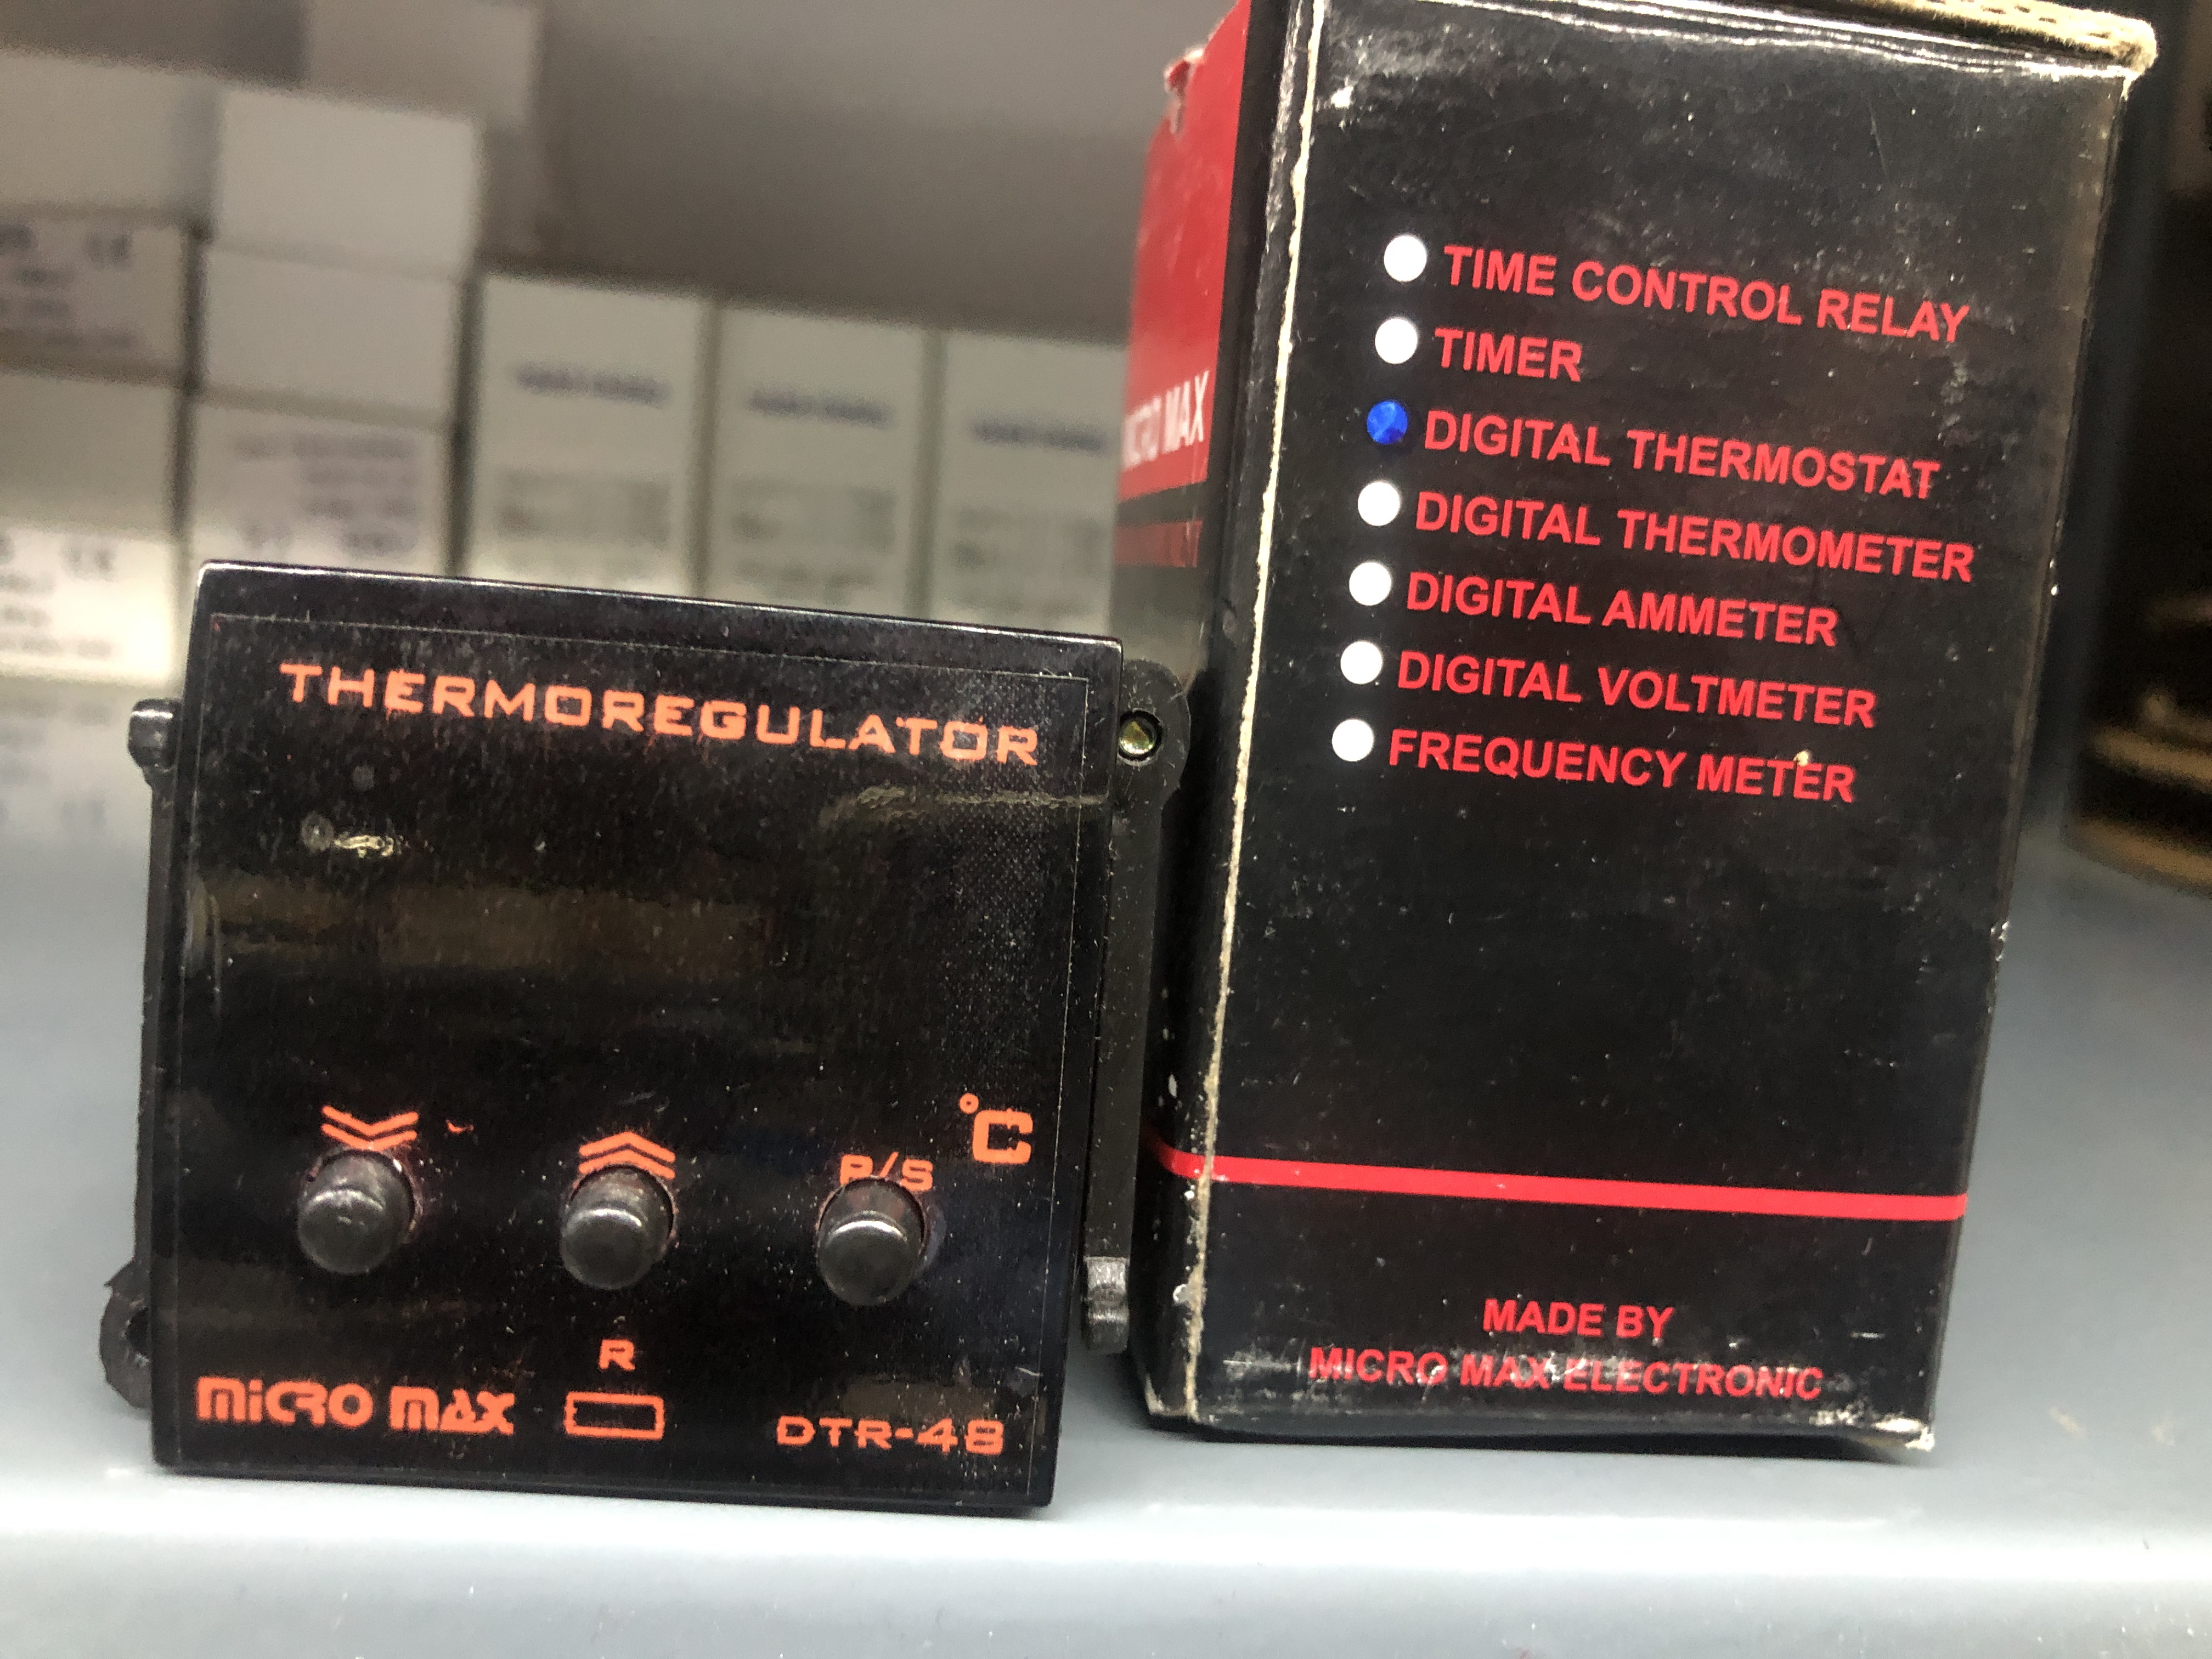 THERMOREGULATOR
°C
P/S
R
MICRO MAX
DTR-48
MICRO MAX
TIME CONTROL RELAY
TIMER
DIGITAL THERMOSTAT
DIGITAL THERMOMETER
DIGITAL AMMETER
DIGITAL VOLTMETER
FREQUENCY METER
MADE BY
MICRO MAX ELECTRONIC